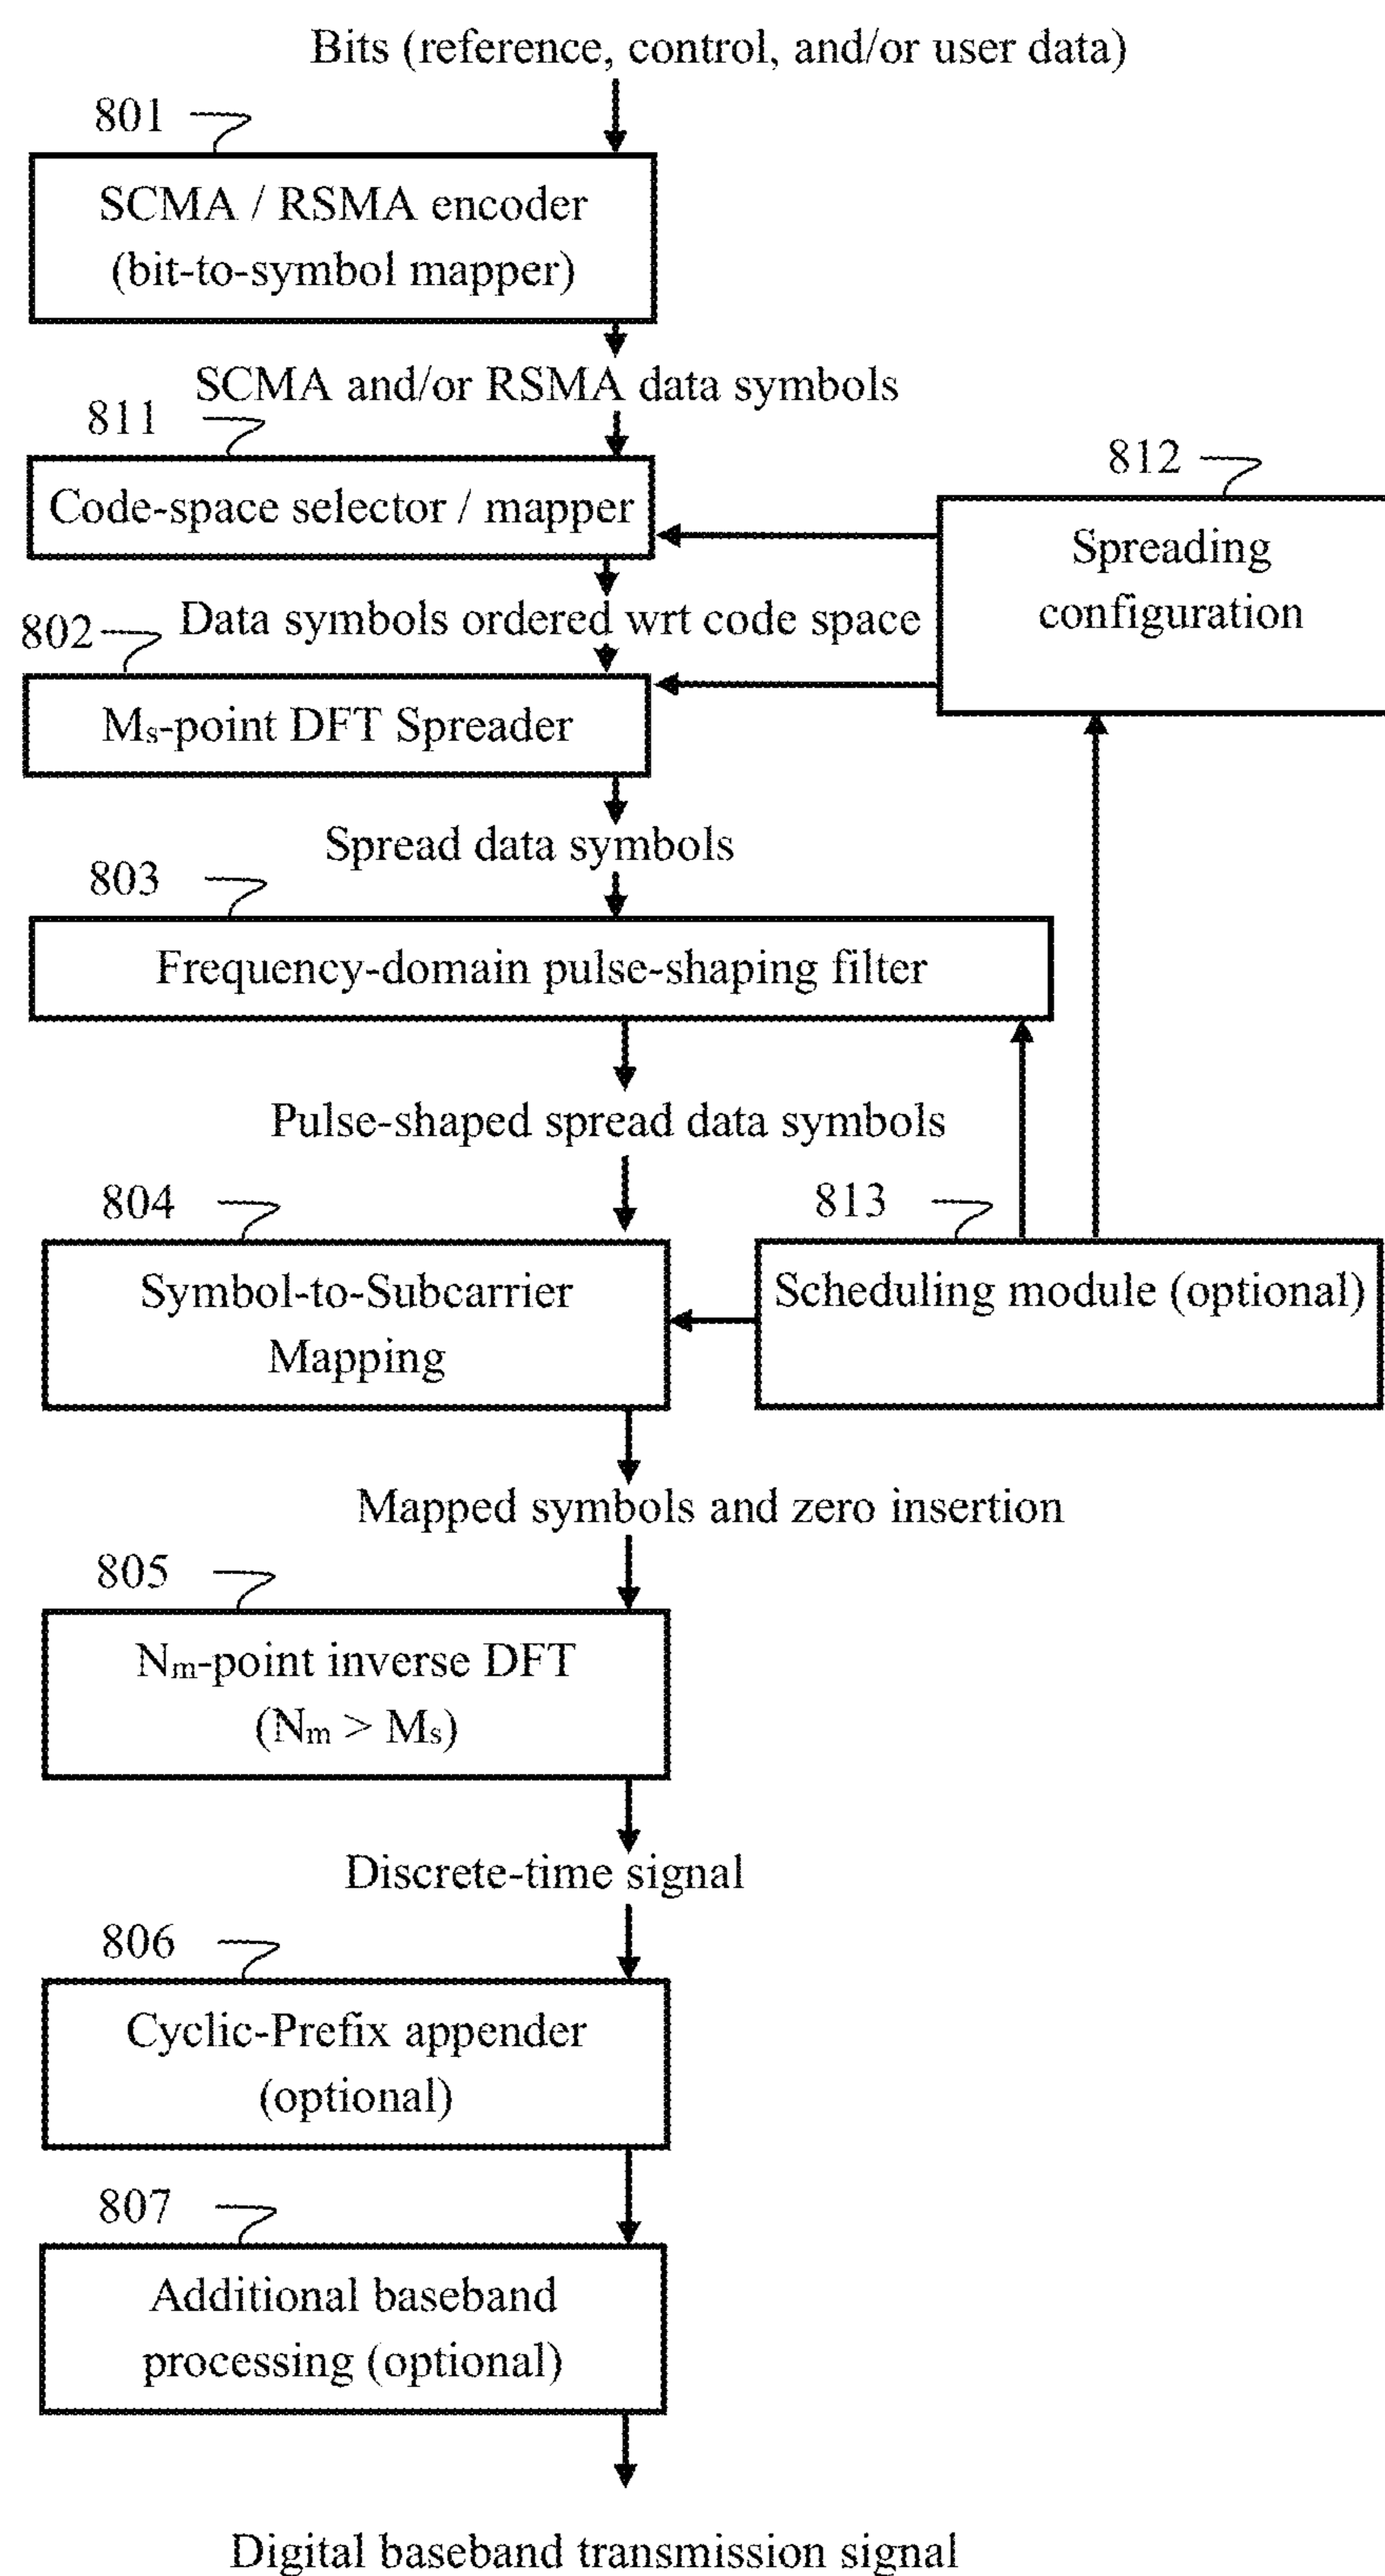 Bits (reference, control, and/or user data)
801
SCMA / RSMA encoder
(bit-to-symbol mapper)
SCMA and/or RSMA data symbols
811
Code-space selector / mapper
812
Spreading
configuration
Data symbols ordered wrt code space
802
Ms-point DFT Spreader
Spread data symbols
803
Frequency-domain pulse-shaping filter
Pulse-shaped spread data symbols
804
Symbol-to-Subcarrier
Mapping
813
Scheduling module (optional)
Mapped symbols and zero insertion
805
Nm-point inverse DFT
(Nm > Ms)
Discrete-time signal
806
Cyclic-Prefix appender
(optional)
807
Additional baseband
processing (optional)
Digital baseband transmission signal